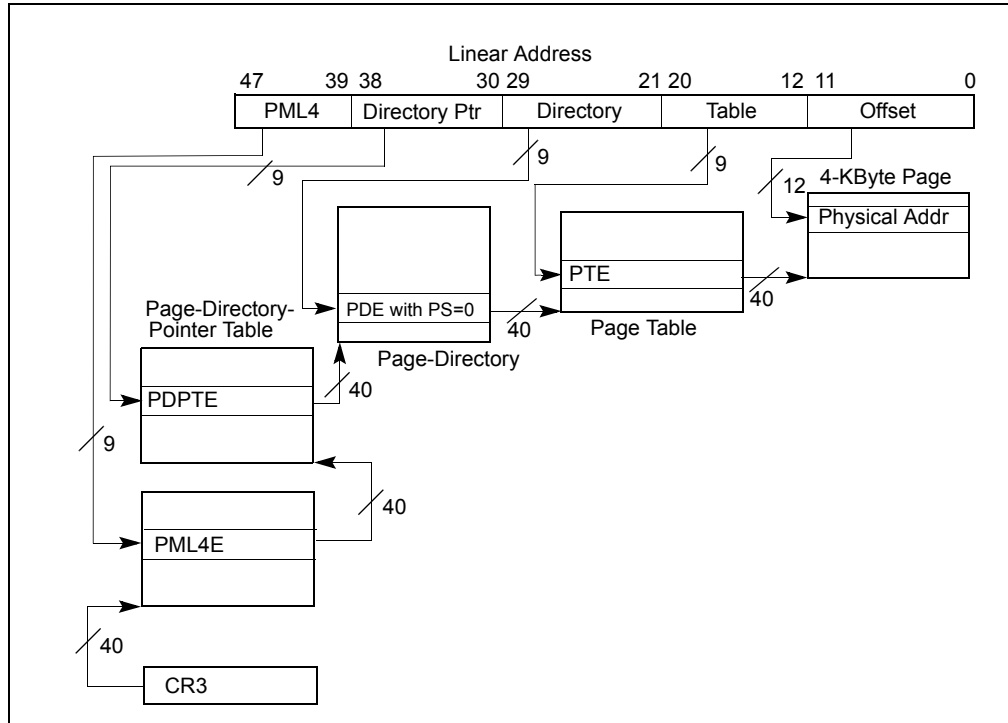 Linear Address
47 39 38 30 29 21 20 12 11 0
PML4 Directory Ptr Directory Table Offset
9 9 9 12
4-KByte Page
Physical Addr
PTE
40
Page Table
PDE with PS=0
40
Page-Directory
Page-Directory-
Pointer Table
PDPTE
40
9
PML4E
40
40
CR3